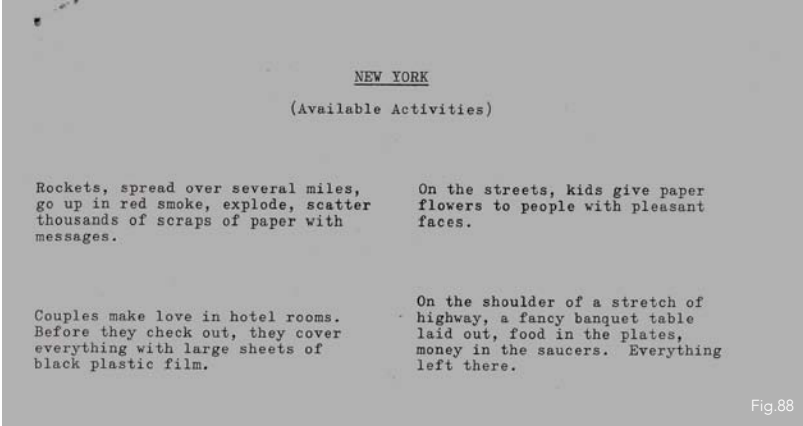 NEW YORK
(Available Activities)
Rockets, spread over several miles,
go up in red smoke, explode, scatter
thousands of scraps of paper with
messages.
On the streets, kids give paper
flowers to people with pleasant
faces.
Couples make love in hotel rooms.
Before they check out, they cover
everything with large sheets of
black plastic film.
On the shoulder of a stretch of
highway, a fancy banquet table
laid out, food in the plates,
money in the saucers.  Everything
left there.
Fig.88